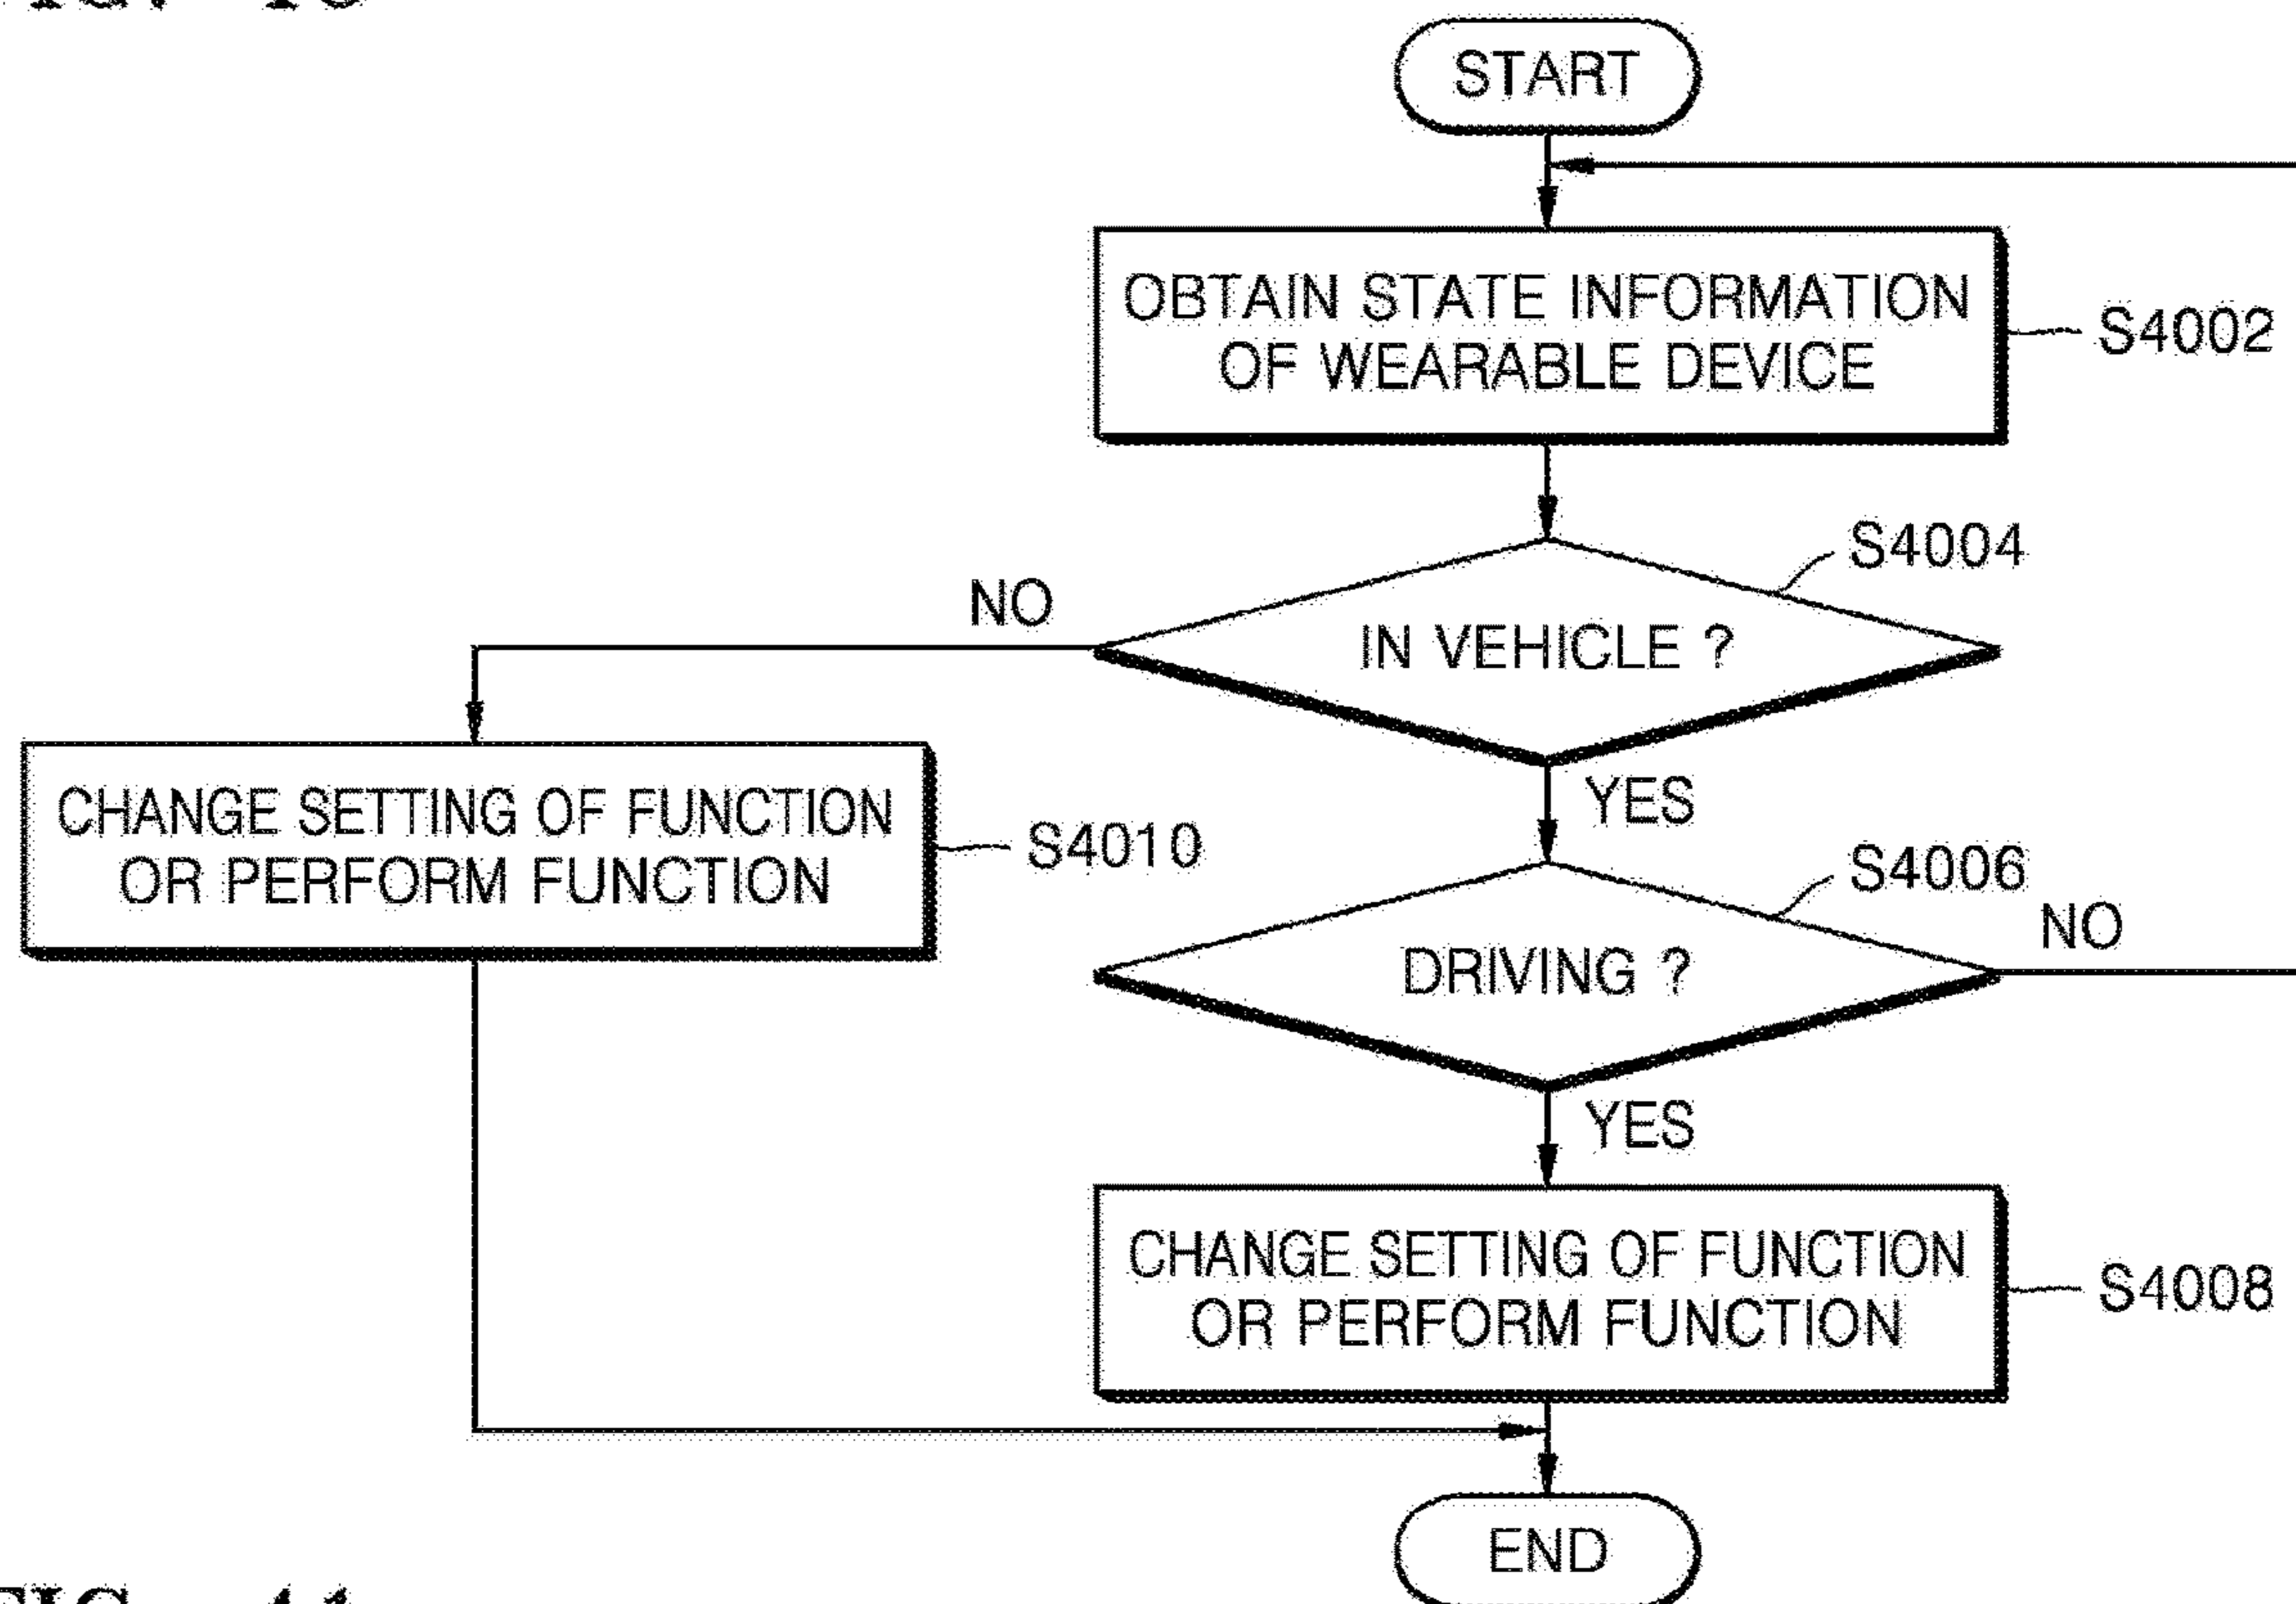 START
OBTAIN STATE INFORMATION
OF WEARABLE DEVICE
S4002
S4004
NO
IN VEHICLE ?
YES
CHANGE SETTING OF FUNCTION
OR PERFORM FUNCTION
S4010
S4006
NO
DRIVING ?
YES
CHANGE SETTING OF FUNCTION
OR PERFORM FUNCTION
S4008
END